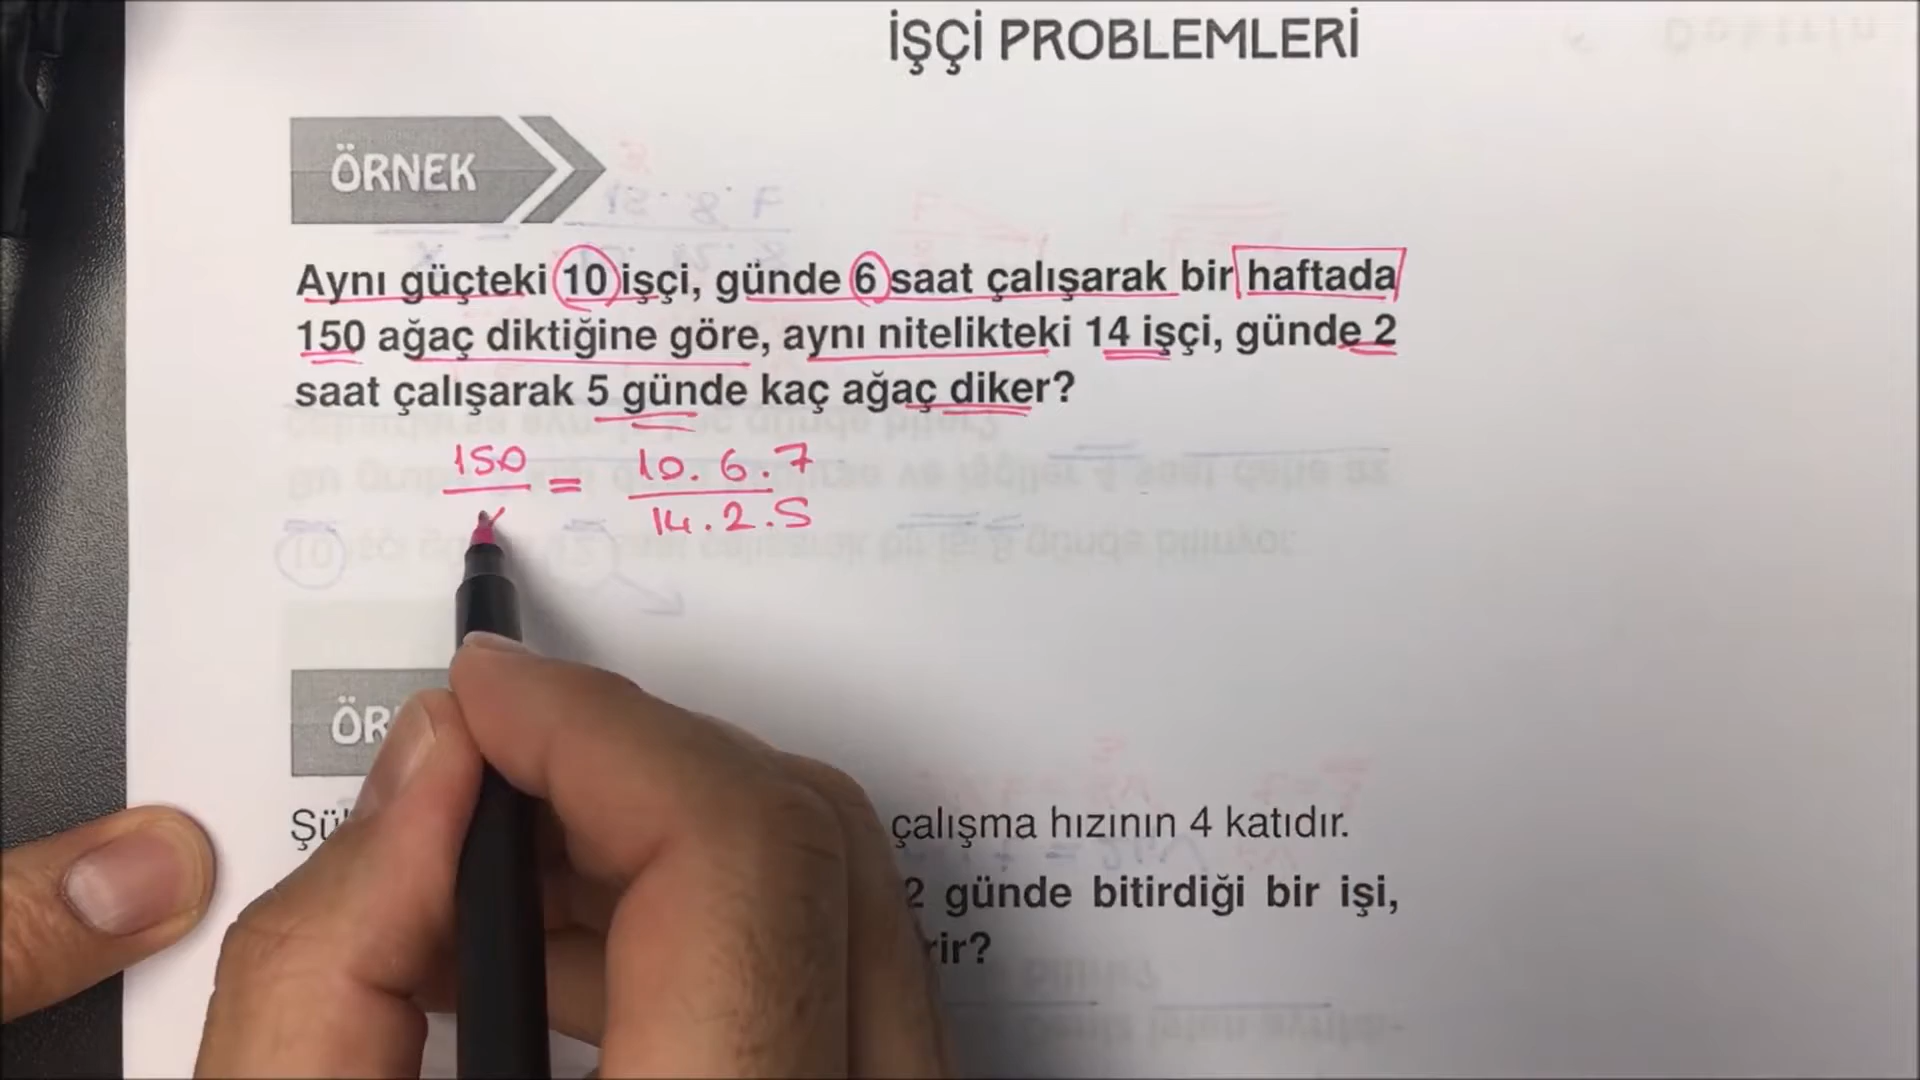 İŞÇİ PROBLEMLERİ
ÖRNEK
Aynı güçteki 10 işçi, günde 6 saat çalışarak bir haftada
150 ağaç diktiğine göre, aynı nitelikteki 14 işçi, günde 2
saat çalışarak 5 günde kaç ağaç diker?
150 = 10. 6. 7
14. 2. 5
çalışma hızının 4 katıdır.
günde bitirdiği bir işi,